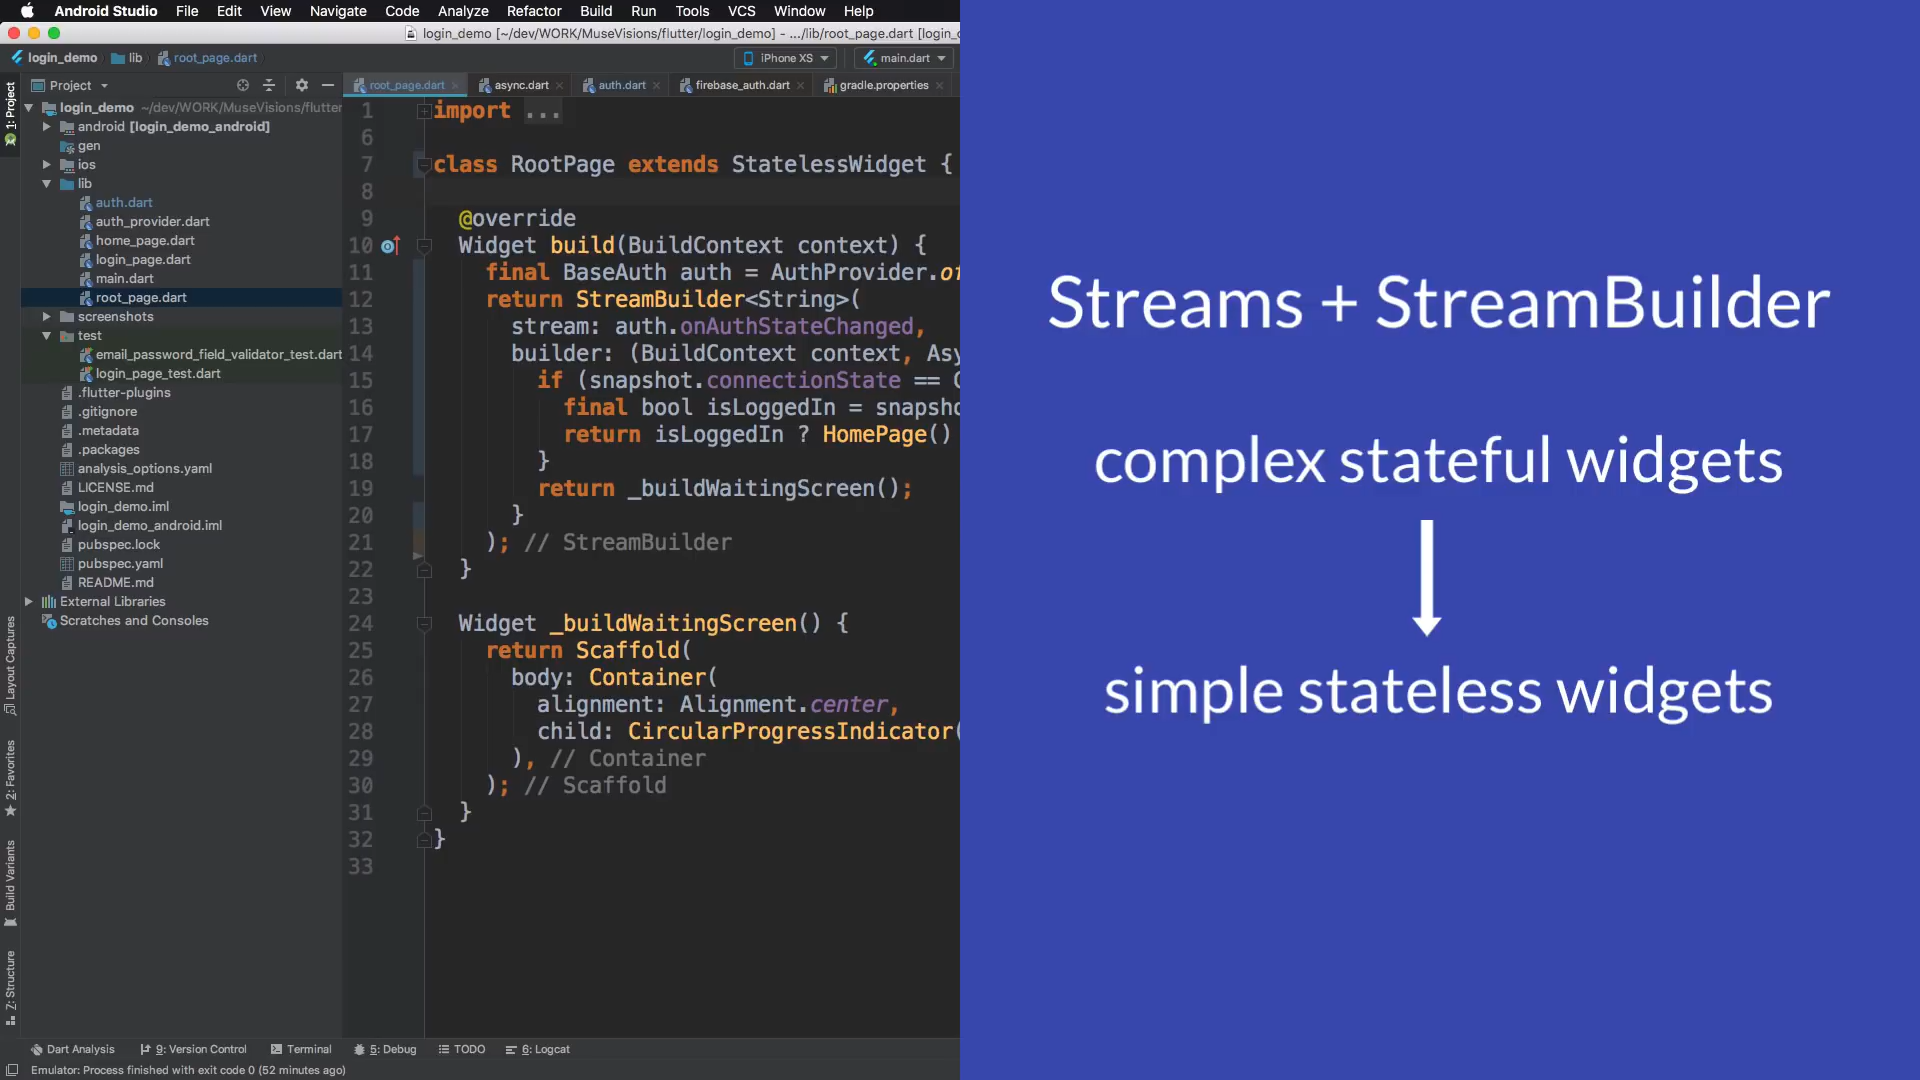 Android Studio File Edit View Navigate Code Analyze Refactor Build Run Tools VCS Window Help
login_demo [~/dev/WORK/MuseVisions/flutter/login_demo] - .../lib/root_page.dart [login_
login_demo lib root_page.dart iPhone XS main.dart
Project root_page.dart async.dart auth.dart firebase_auth.dart gradle.properties
1: Project
login_demo ~/dev/WORK/MuseVisions/flutter
android [login_demo_android]
gen
ios
lib
auth.dart
auth_provider.dart
home_page.dart
login_page.dart
main.dart
root_page.dart
screenshots
test
email_password_field_validator_test.dart
login_page_test.dart
.flutter-plugins
.gitignore
.metadata
.packages
analysis_options.yaml
LICENSE.md
login_demo.iml
login_demo_android.iml
pubspec.lock
pubspec.yaml
README.md
External Libraries
Scratches and Consoles
Layout Captures
2: Favorites
Build Variants
Z: Structure
1 import ...
6
7 class RootPage extends StatelessWidget {
8
9 @override
10 Widget build(BuildContext context) {
11 final BaseAuth auth = AuthProvider.of
12 return StreamBuilder<String>(
13 stream: auth.onAuthStateChanged,
14 builder: (BuildContext context, Asy
15 if (snapshot.connectionState == C
16 final bool isLoggedIn = snapsho
17 return isLoggedIn ? HomePage()
18 }
19 return _buildWaitingScreen();
20 }
21 ); // StreamBuilder
22 }
23
24 Widget _buildWaitingScreen() {
25 return Scaffold(
26 body: Container(
27 alignment: Alignment.center,
28 child: CircularProgressIndicator(
29 ), // Container
30 ); // Scaffold
31 }
32 }
33
Dart Analysis 9: Version Control Terminal 5: Debug TODO 6: Logcat
Emulator: Process finished with exit code 0 (52 minutes ago)
Streams + StreamBuilder
complex stateful widgets
simple stateless widgets